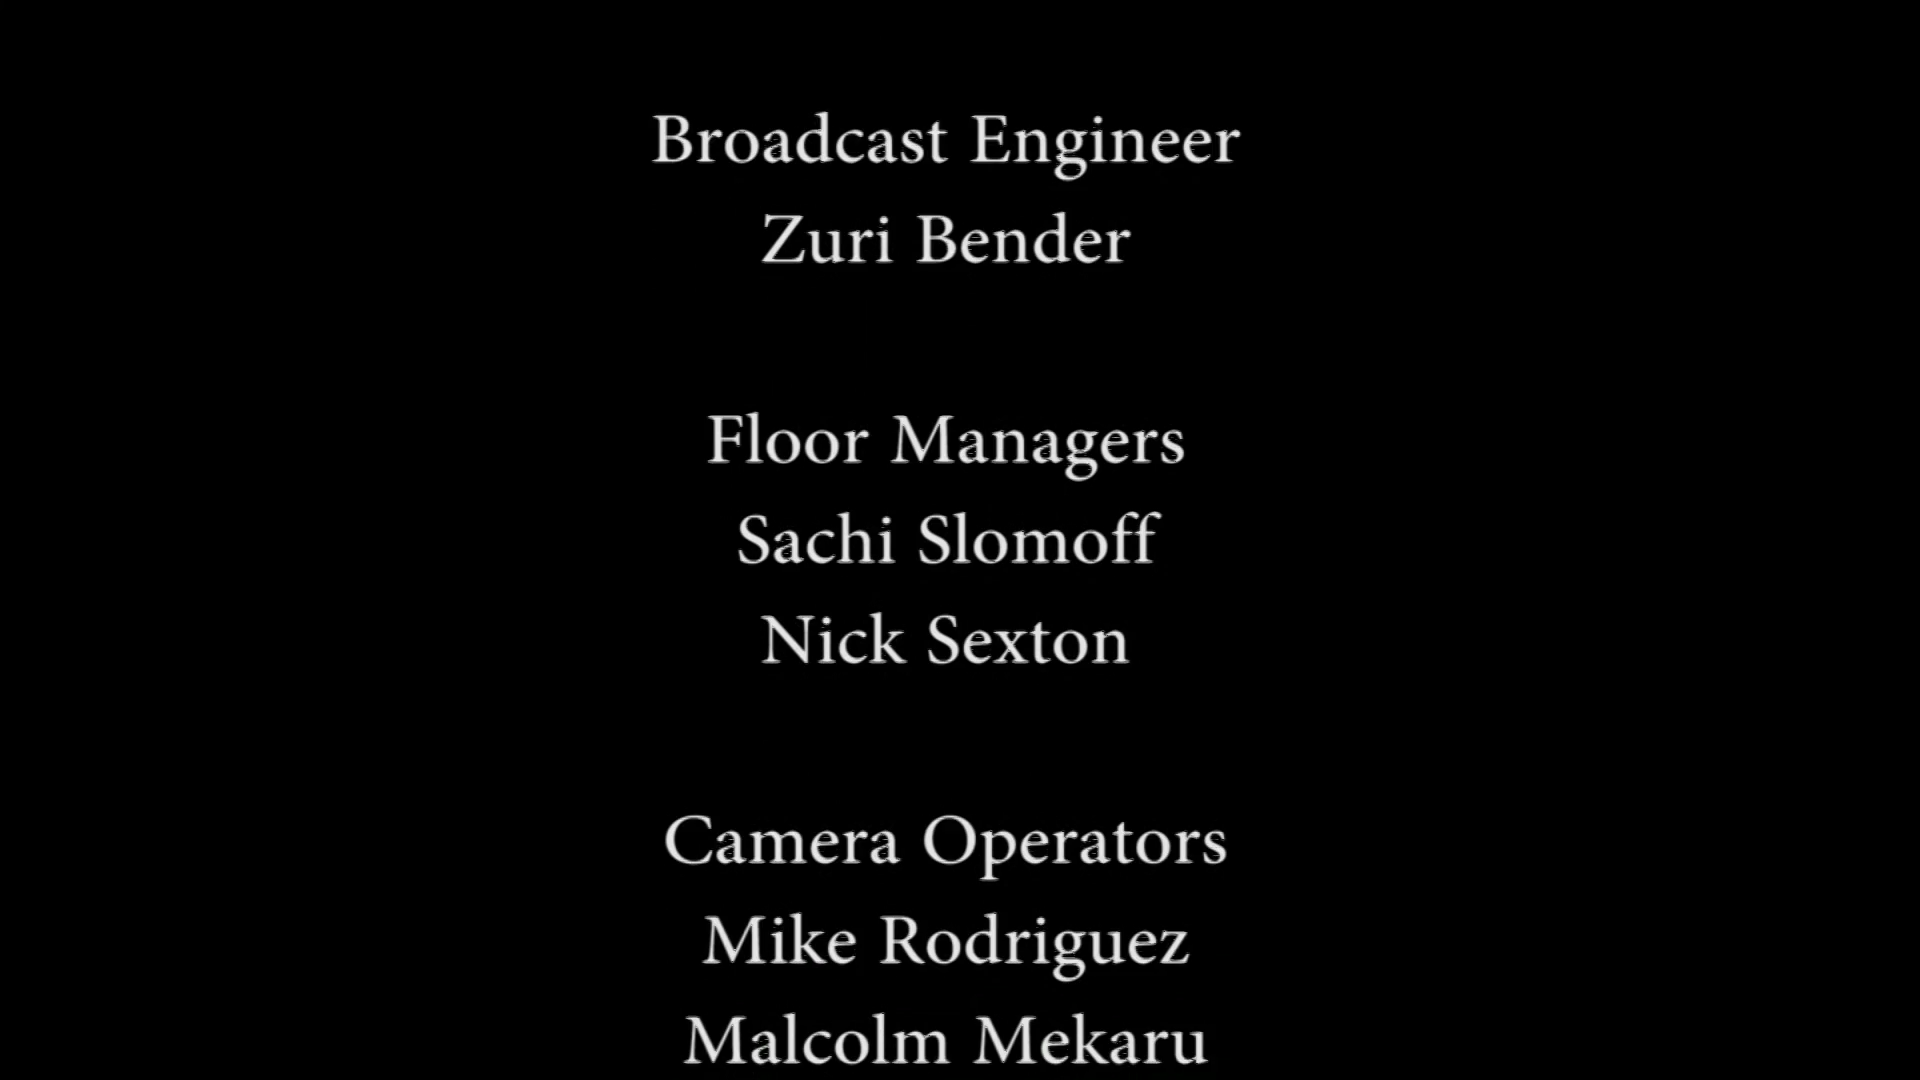 Broadcast Engineer
Zuri Bender
Floor Managers
Sachi Slomoff
Nick Sexton
Camera Operators
Mike Rodriguez
Malcolm Mekaru